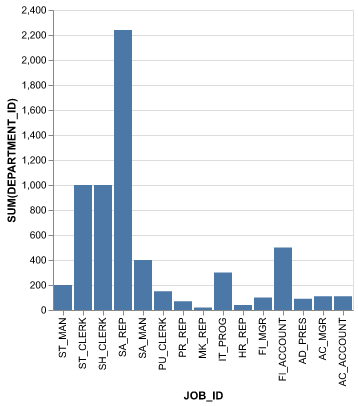 2,400
2,200
2,000
1,800
1,600
1,400
1,200
1,000
800
600
400
200
0
SUM(DEPARTMENT_ID)
ST_MAN
ST_CLERK
SH_CLERK
SA_REP
SA_MAN
PU_CLERK
PR_REP
MK_REP
IT_PROG
HR_REP
FI_MGR
FI_ACCOUNT
AD_PRES
AC_MGR
AC_ACCOUNT
JOB_ID